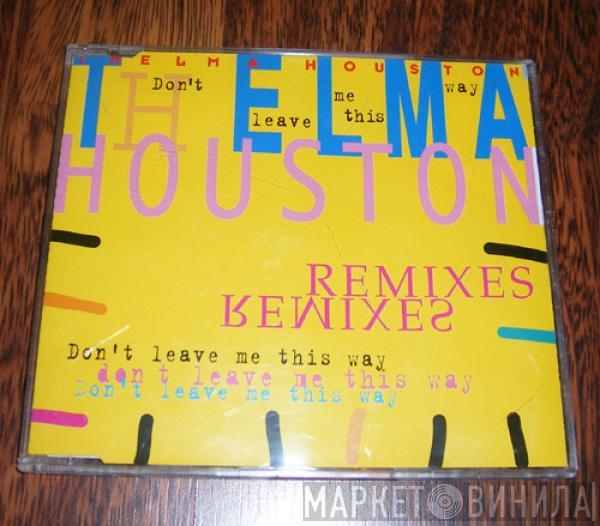 THELMA HOUSTON
THELMA
Don't leave me this way
HOUSTON
REMIXES
REMIXES
Don't leave me this way
don't leave me this way
Don't leave me this way
МАРКЕТ ВИНИЛА